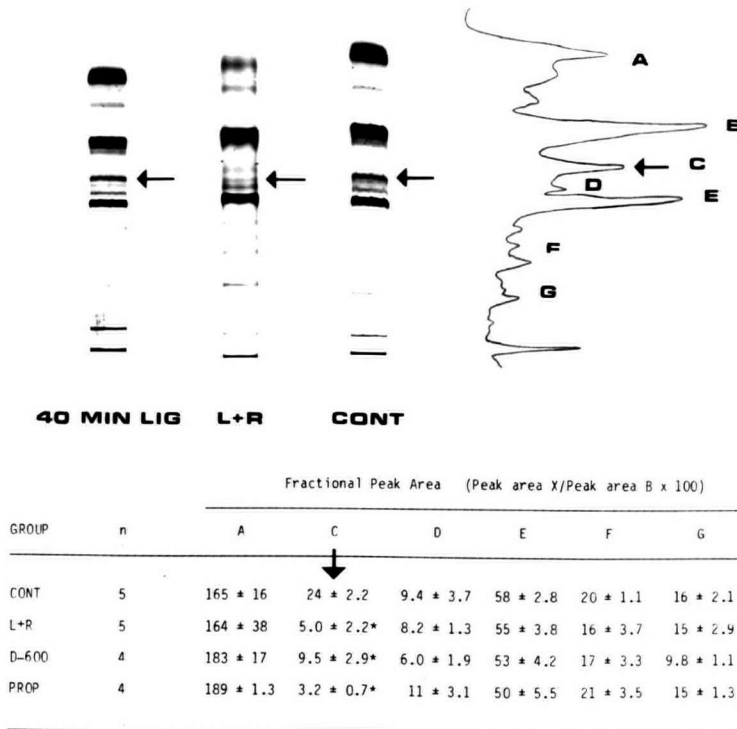 A
B
C
D
E
F
G
40 MIN LIG L+R CONT
Fractional Peak Area (Peak area X/Peak area B x 100)
GROUP n A C D E F G
CONT 5 165 ± 16 24 ± 2.2 9.4 ± 3.7 58 ± 2.8 20 ± 1.1 16 ± 2.1
L+R 5 164 ± 38 5.0 ± 2.2* 8.2 ± 1.3 55 ± 3.8 16 ± 3.7 15 ± 2.9
D-600 4 183 ± 17 9.5 ± 2.9* 6.0 ± 1.9 53 ± 4.2 17 ± 3.3 9.8 ± 1.1
PROP 4 189 ± 1.3 3.2 ± 0.7* 11 ± 3.1 50 ± 5.5 21 ± 3.5 15 ± 1.3